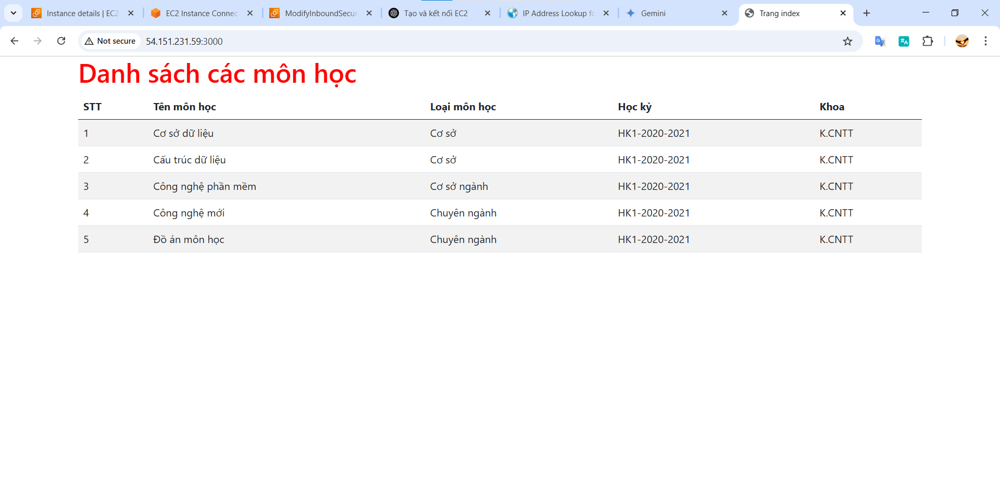 Instance details | EC2
EC2 Instance Connec
ModifyInboundSecur
Tạo và kết nối EC2
IP Address Lookup fo
Gemini
Trang index
Not secure
54.151.231.59:3000
Danh sách các môn học
STT Tên môn học Loại môn học Học kỳ Khoa
1 Cơ sở dữ liệu Cơ sở HK1-2020-2021 K.CNTT
2 Cấu trúc dữ liệu Cơ sở HK1-2020-2021 K.CNTT
3 Công nghệ phần mềm Cơ sở ngành HK1-2020-2021 K.CNTT
4 Công nghệ mới Chuyên ngành HK1-2020-2021 K.CNTT
5 Đồ án môn học Chuyên ngành HK1-2020-2021 K.CNTT